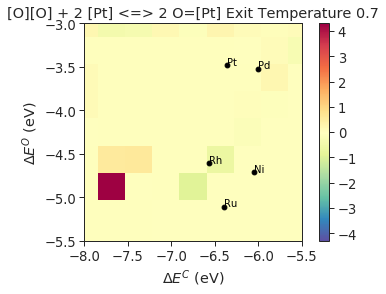 [O][O] + 2 [Pt] <=> 2 O=[Pt] Exit Temperature 0.7
−3.0
−3.5
−4.0
−4.5
−5.0
−5.5
ΔE^O (eV)
Pt
Pd
Rh
Ni
Ru
−8.0 −7.5 −7.0 −6.5 −6.0 −5.5
ΔE^C (eV)
4
3
2
1
0
−1
−2
−3
−4